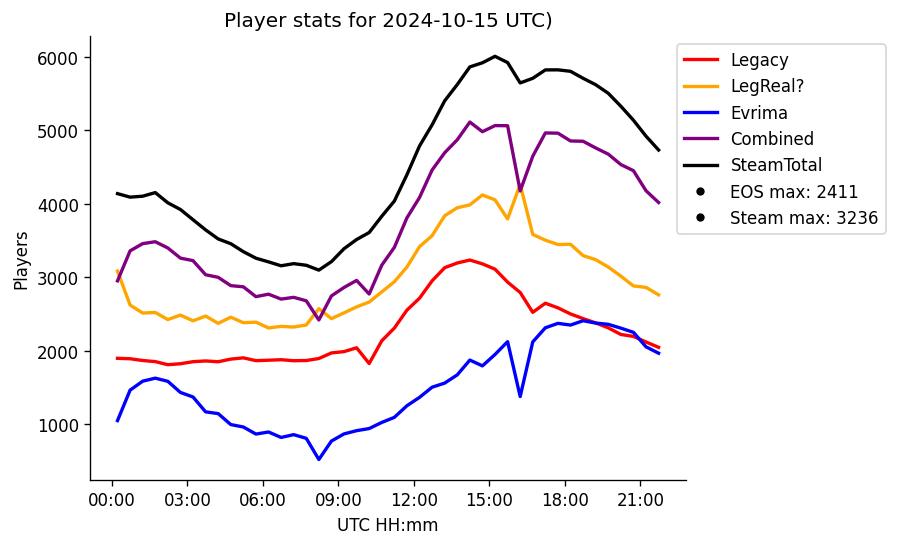 Player stats for 2024-10-15 UTC)
Legacy
LegReal?
Evrima
Combined
SteamTotal
EOS max: 2411
Steam max: 3236
Players
6000
5000
4000
3000
2000
1000
00:00 03:00 06:00 09:00 12:00 15:00 18:00 21:00
UTC HH:mm